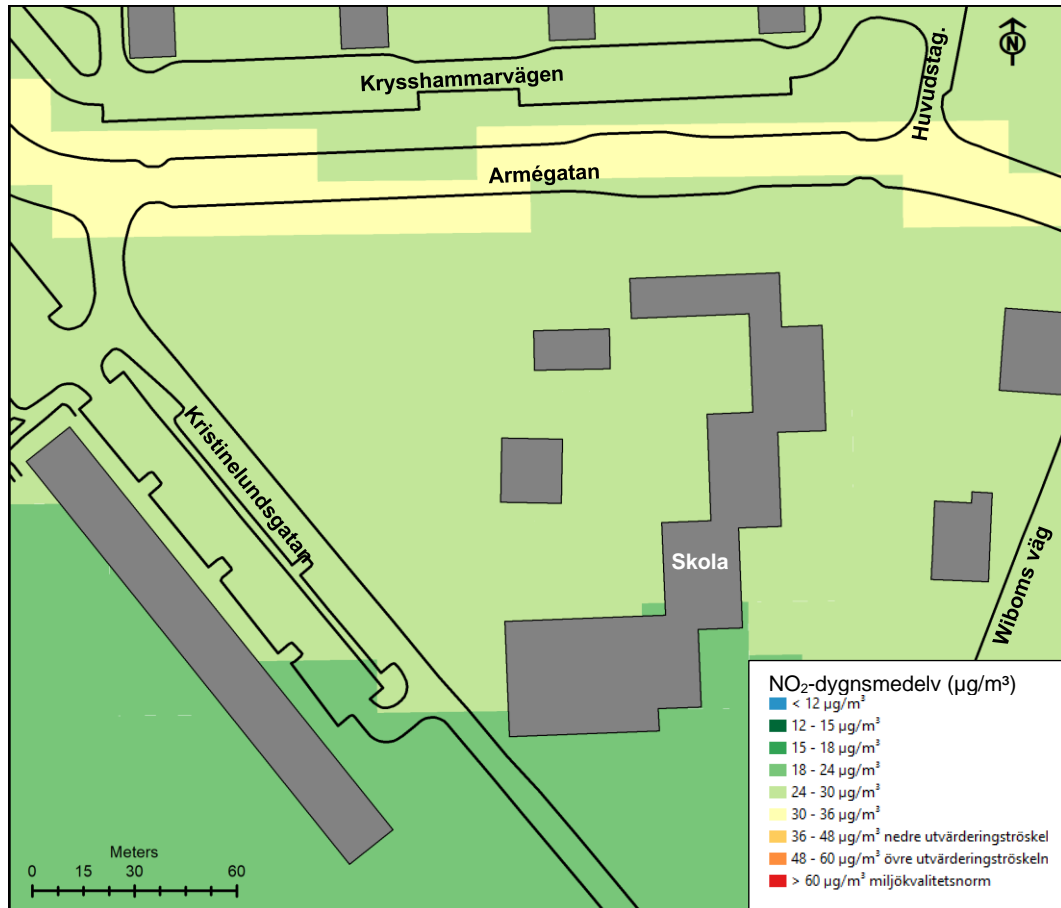 Krysshammarvägen
Huvudstag.
N
Armégatan
Kristinelundsgatan
Skola
Wiboms väg
Meters
0 15 30 60
NO₂-dygnsmedelv (µg/m³)
< 12 µg/m³
12 - 15 µg/m³
15 - 18 µg/m³
18 - 24 µg/m³
24 - 30 µg/m³
30 - 36 µg/m³
36 - 48 µg/m³ nedre utvärderingströskel
48 - 60 µg/m³ övre utvärderingströskeln
> 60 µg/m³ miljökvalitetsnorm